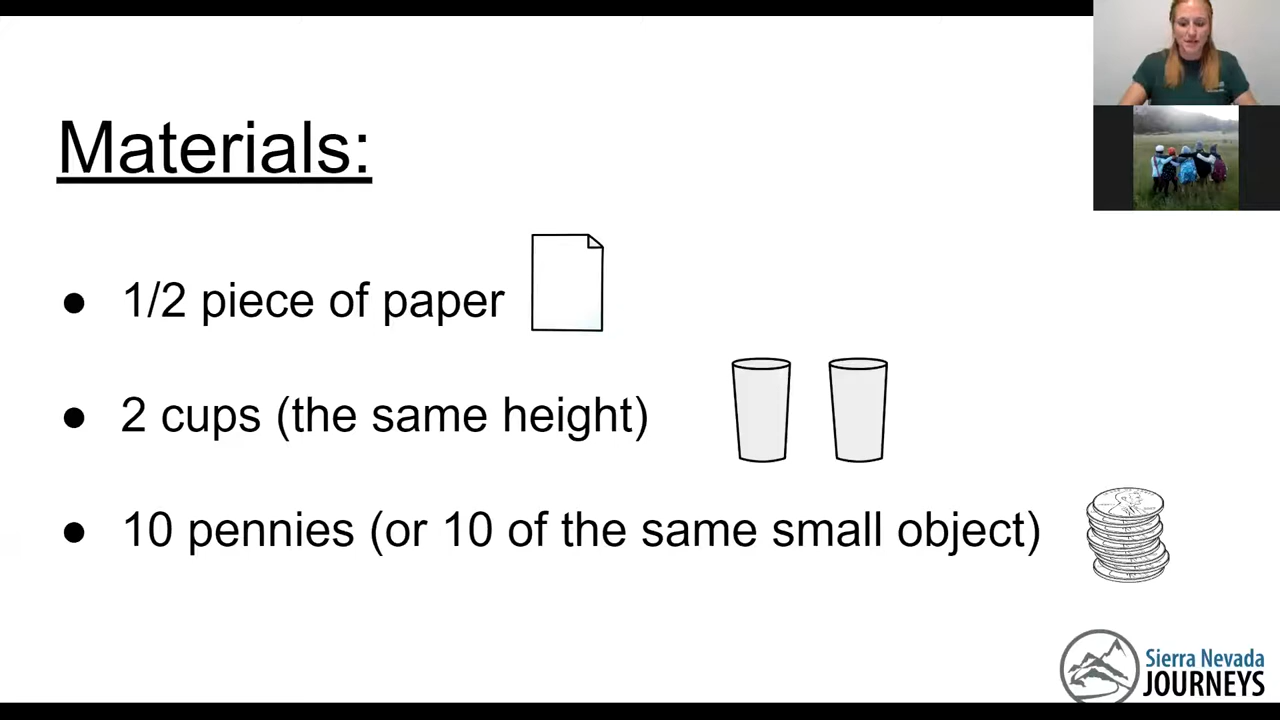 Materials:
● 1/2 piece of paper
● 2 cups (the same height)
● 10 pennies (or 10 of the same small object)
Sierra Nevada
JOURNEYS